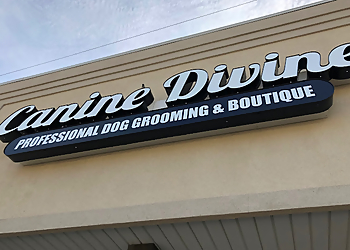 Canine Divine
PROFESSIONAL DOG GROOMING & BOUTIQUE